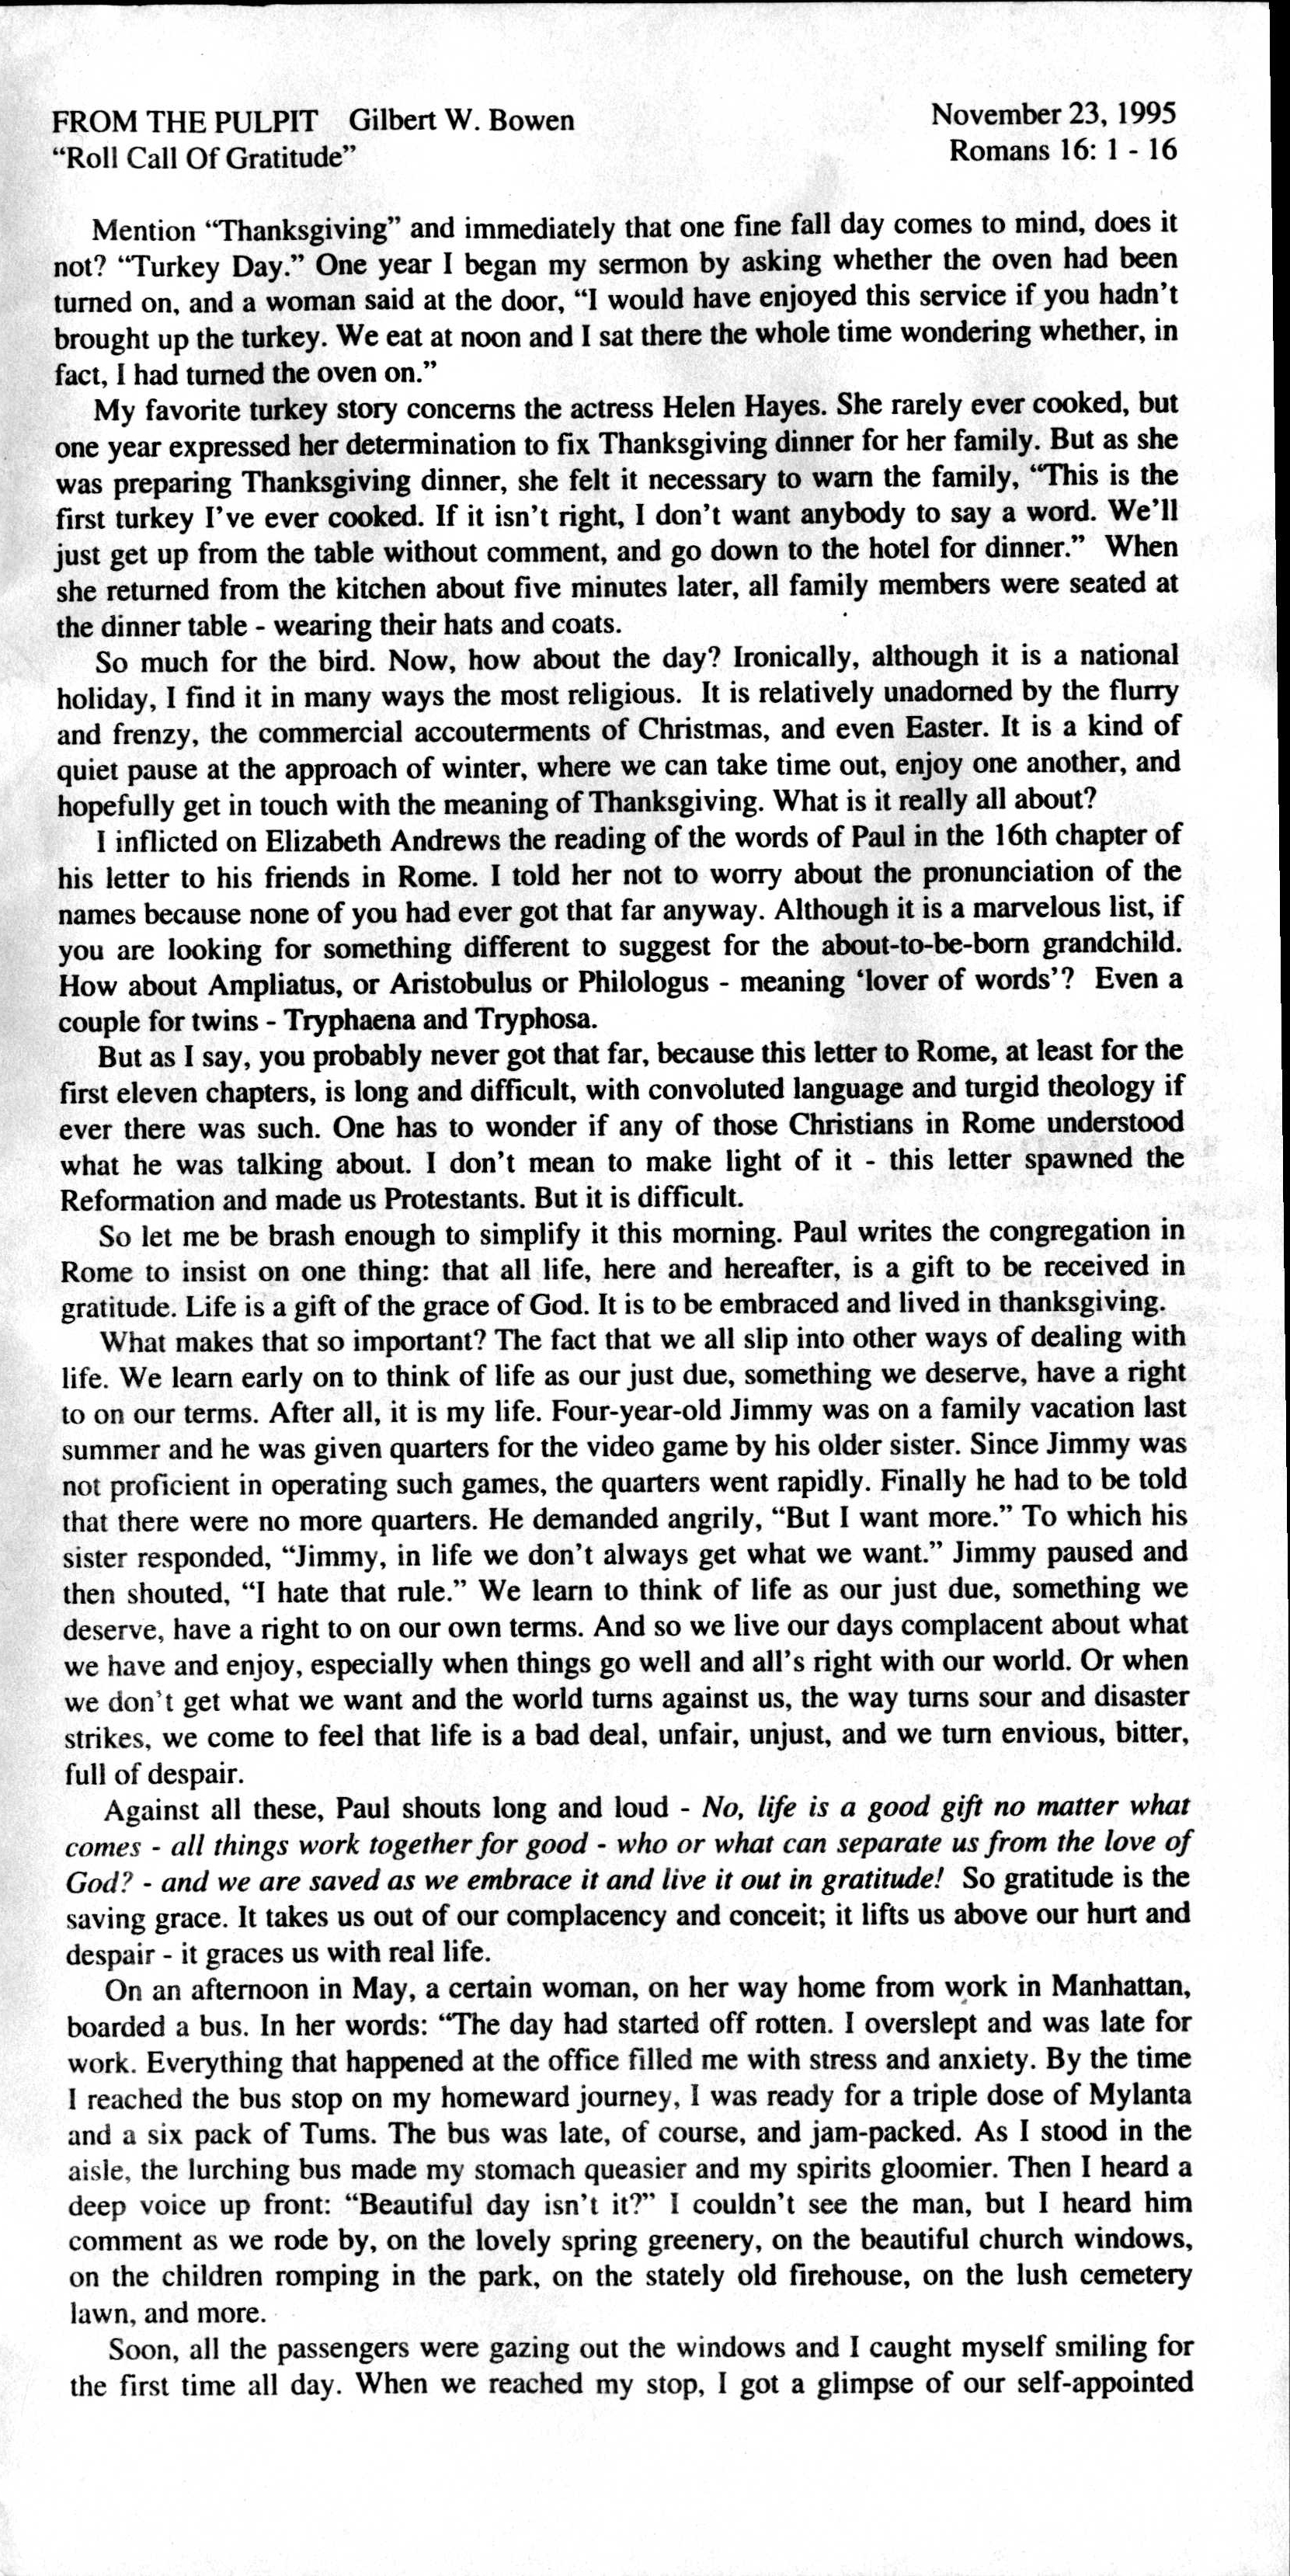 FROM THE PULPIT Gilbert W. Bowen November 23, 1995
“Roll Call Of Gratitude” Romans 16: 1 - 16
Mention “Thanksgiving” and immediately that one fine fall day comes to mind, does it
not? “Turkey Day.” One year I began my sermon by asking whether the oven had been
turned on, and a woman said at the door, “I would have enjoyed this service if you hadn’t
brought up the turkey. We eat at noon and I sat there the whole time wondering whether, in
fact, I had turned the oven on.”
My favorite turkey story concerns the actress Helen Hayes. She rarely ever cooked, but
one year expressed her determination to fix Thanksgiving dinner for her family. But as she
was preparing Thanksgiving dinner, she felt it necessary to warn the family, “This is the
first turkey I’ve ever cooked. If it isn’t right, I don’t want anybody to say a word. We’ll
just get up from the table without comment, and go down to the hotel for dinner.” When
she returned from the kitchen about five minutes later, all family members were seated at
the dinner table - wearing their hats and coats.
So much for the bird. Now, how about the day? Ironically, although it is a national
holiday, I find it in many ways the most religious. It is relatively unadorned by the flurry
and frenzy, the commercial accouterments of Christmas, and even Easter. It is a kind of
quiet pause at the approach of winter, where we can take time out, enjoy one another, and
hopefully get in touch with the meaning of Thanksgiving. What is it really all about?
I inflicted on Elizabeth Andrews the reading of the words of Paul in the 16th chapter of
his letter to his friends in Rome. I told her not to worry about the pronunciation of the
names because none of you had ever got that far anyway. Although it is a marvelous list, if
you are looking for something different to suggest for the about-to-be-born grandchild.
How about Ampliatus, or Aristobulus or Philologus - meaning ‘lover of words’? Even a
couple for twins - Tryphaena and Tryphosa.
But as I say, you probably never got that far, because this letter to Rome, at least for the
first eleven chapters, is long and difficult, with convoluted language and turgid theology if
ever there was such. One has to wonder if any of those Christians in Rome understood
what he was talking about. I don’t mean to make light of it - this letter spawned the
Reformation and made us Protestants. But it is difficult.
So let me be brash enough to simplify it this morning. Paul writes the congregation in
Rome to insist on one thing: that all life, here and hereafter, is a gift to be received in
gratitude. Life is a gift of the grace of God. It is to be embraced and lived in thanksgiving.
What makes that so important? The fact that we all slip into other ways of dealing with
life. We learn early on to think of life as our just due, something we deserve, have a right
to on our terms. After all, it is my life. Four-year-old Jimmy was on a family vacation last
summer and he was given quarters for the video game by his older sister. Since Jimmy was
not proficient in operating such games, the quarters went rapidly. Finally he had to be told
that there were no more quarters. He demanded angrily, “But I want more.” To which his
sister responded, “Jimmy, in life we don’t always get what we want.” Jimmy paused and
then shouted, “I hate that rule.” We learn to think of life as our just due, something we
deserve, have a right to on our own terms. And so we live our days complacent about what
we have and enjoy, especially when things go well and all’s right with our world. Or when
we don’t get what we want and the world turns against us, the way turns sour and disaster
strikes, we come to feel that life is a bad deal, unfair, unjust, and we turn envious, bitter,
full of despair.
Against all these, Paul shouts long and loud - No, life is a good gift no matter what
comes - all things work together for good - who or what can separate us from the love of
God? - and we are saved as we embrace it and live it out in gratitude! So gratitude is the
saving grace. It takes us out of our complacency and conceit; it lifts us above our hurt and
despair - it graces us with real life.
On an afternoon in May, a certain woman, on her way home from work in Manhattan,
boarded a bus. In her words: “The day had started off rotten. I overslept and was late for
work. Everything that happened at the office filled me with stress and anxiety. By the time
I reached the bus stop on my homeward journey, I was ready for a triple dose of Mylanta
and a six pack of Tums. The bus was late, of course, and jam-packed. As I stood in the
aisle, the lurching bus made my stomach queasier and my spirits gloomier. Then I heard a
deep voice up front: “Beautiful day isn’t it?” I couldn’t see the man, but I heard him
comment as we rode by, on the lovely spring greenery, on the beautiful church windows,
on the children romping in the park, on the stately old firehouse, on the lush cemetery
lawn, and more.
Soon, all the passengers were gazing out the windows and I caught myself smiling for
the first time all day. When we reached my stop, I got a glimpse of our self-appointed